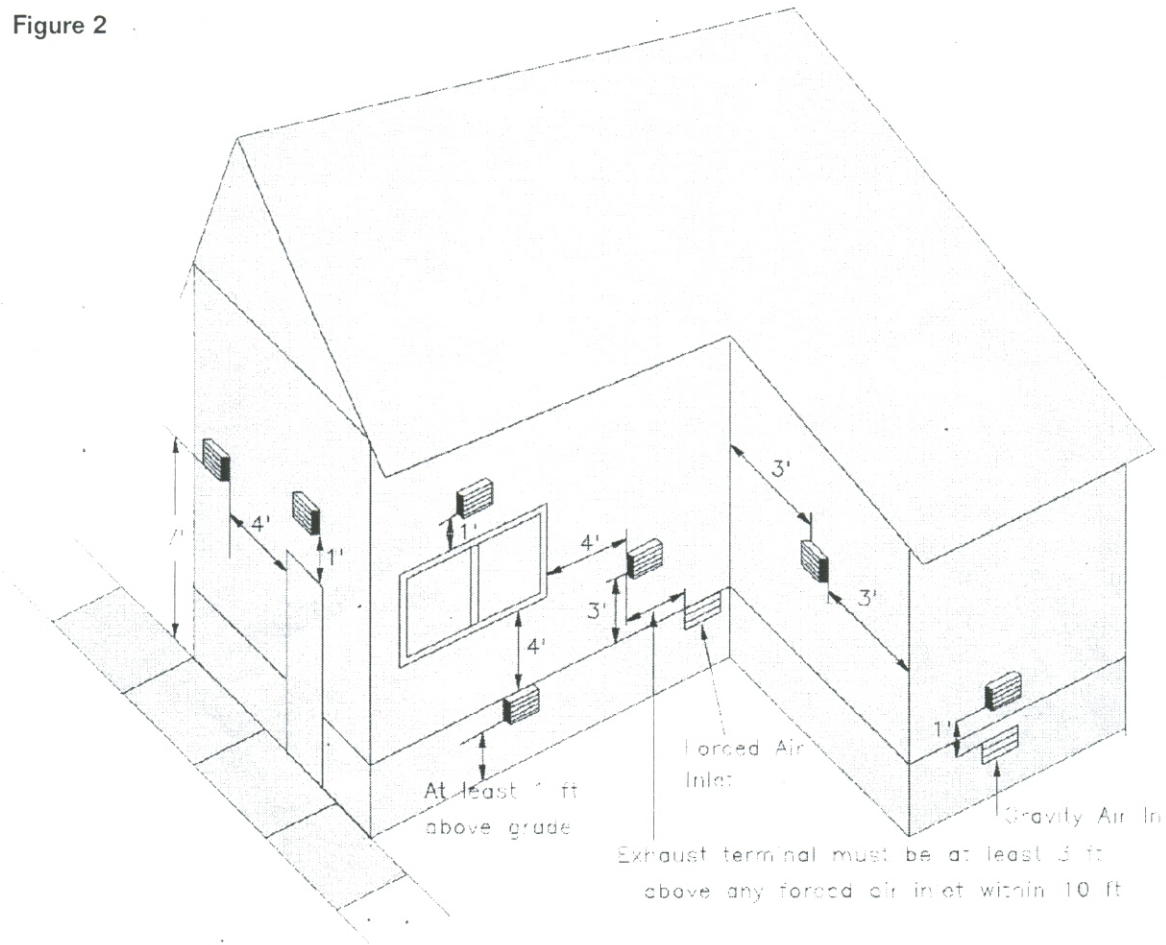 Figure 2
4'
1'
1'
4'
3'
4'
3'
3'
1'
Forced Air
Inlet
At least ft
above grade
Gravity Air In
Exhaust terminal must be at least 3 ft
above any forced air inlet within 10 ft